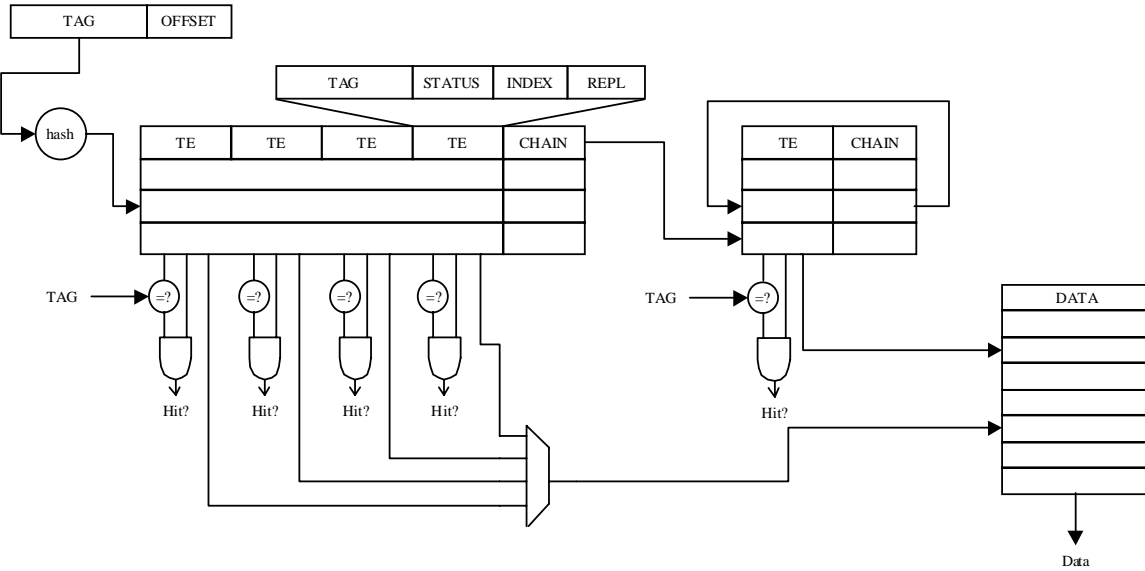 TAG OFFSET
TAG STATUS INDEX REPL
hash
TE TE TE TE CHAIN
TE CHAIN
TAG =? =? =? =?
TAG =?
DATA
Hit? Hit? Hit? Hit?
Hit?
Data